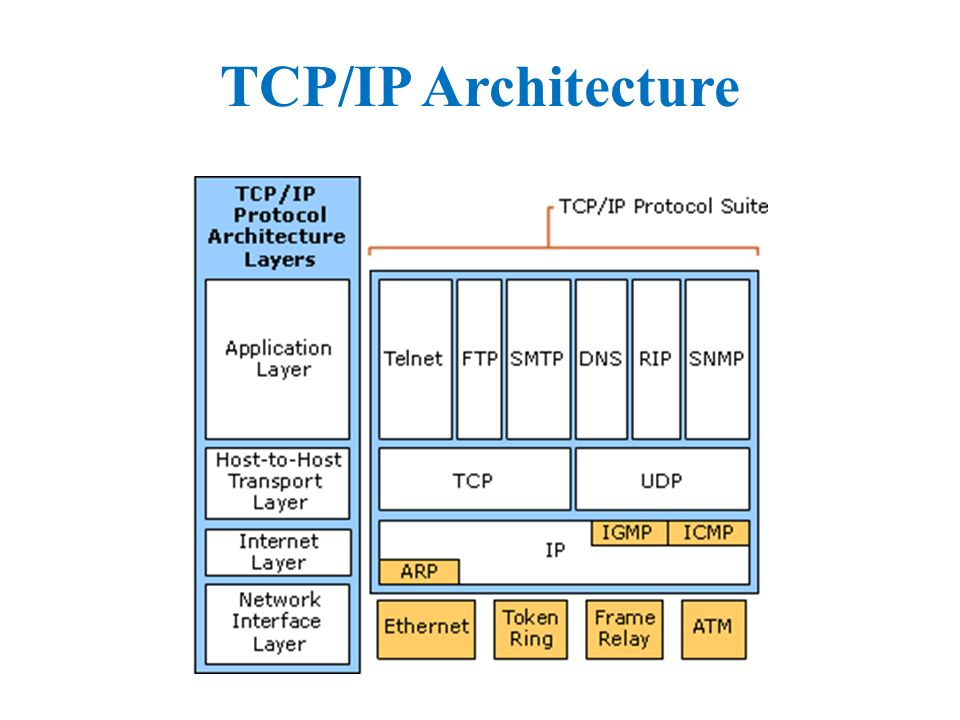 TCP/IP Architecture
TCP/IP
Protocol
Architecture
Layers
TCP/IP Protocol Suite
Application
Layer
Telnet
FTP
SMTP
DNS
RIP
SNMP
Host-to-Host
Transport
Layer
TCP
UDP
Internet
Layer
IP
IGMP
ICMP
ARP
Network
Interface
Layer
Ethernet
Token
Ring
Frame
Relay
ATM